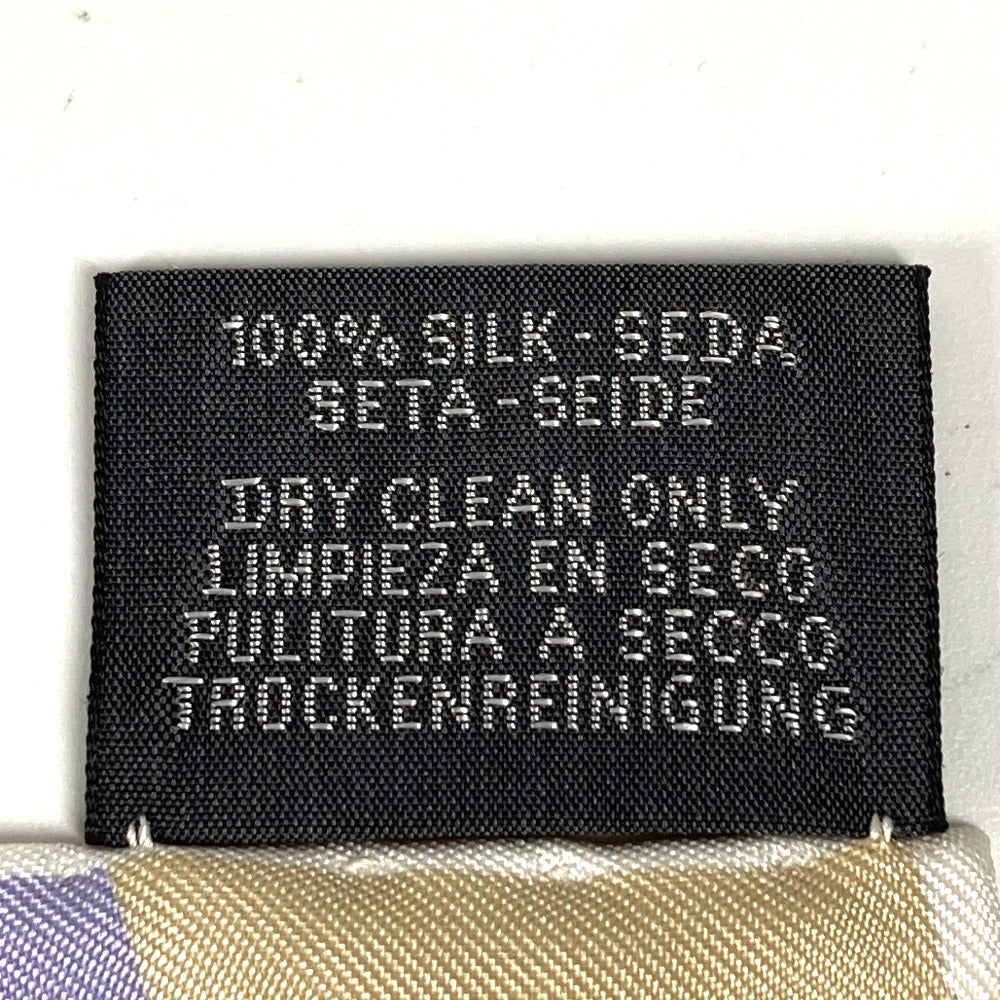 100% SILK - SEDA
SETA - SEIDE
DRY CLEAN ONLY
LIMPIEZA EN SECO
PULITURA A SECCO
TROCKENREINIGUNG